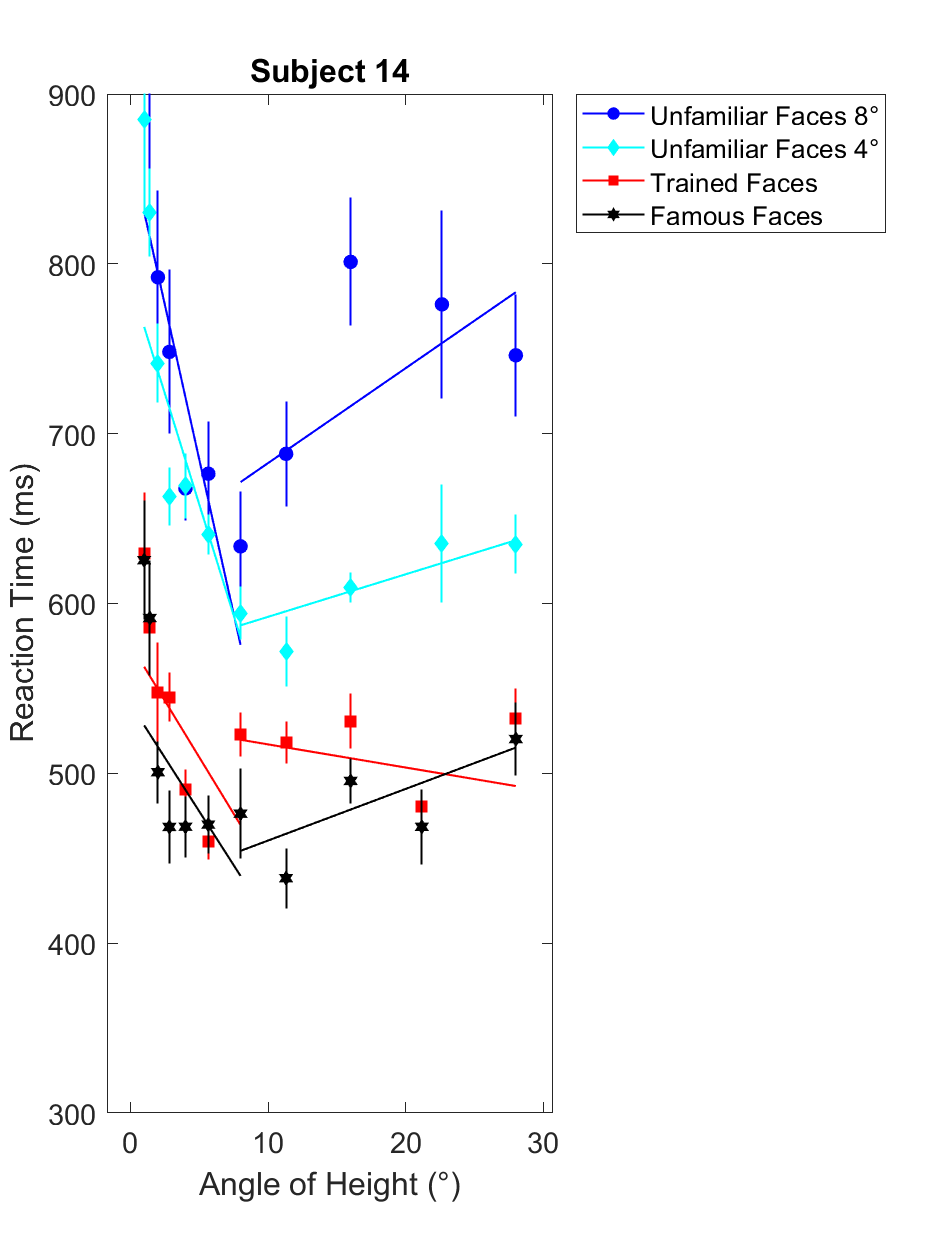 Subject 14
900
800
700
600
500
400
300
0 10 20 30
Reaction Time (ms)
Angle of Height (°)
Unfamiliar Faces 8°
Unfamiliar Faces 4°
Trained Faces
Famous Faces